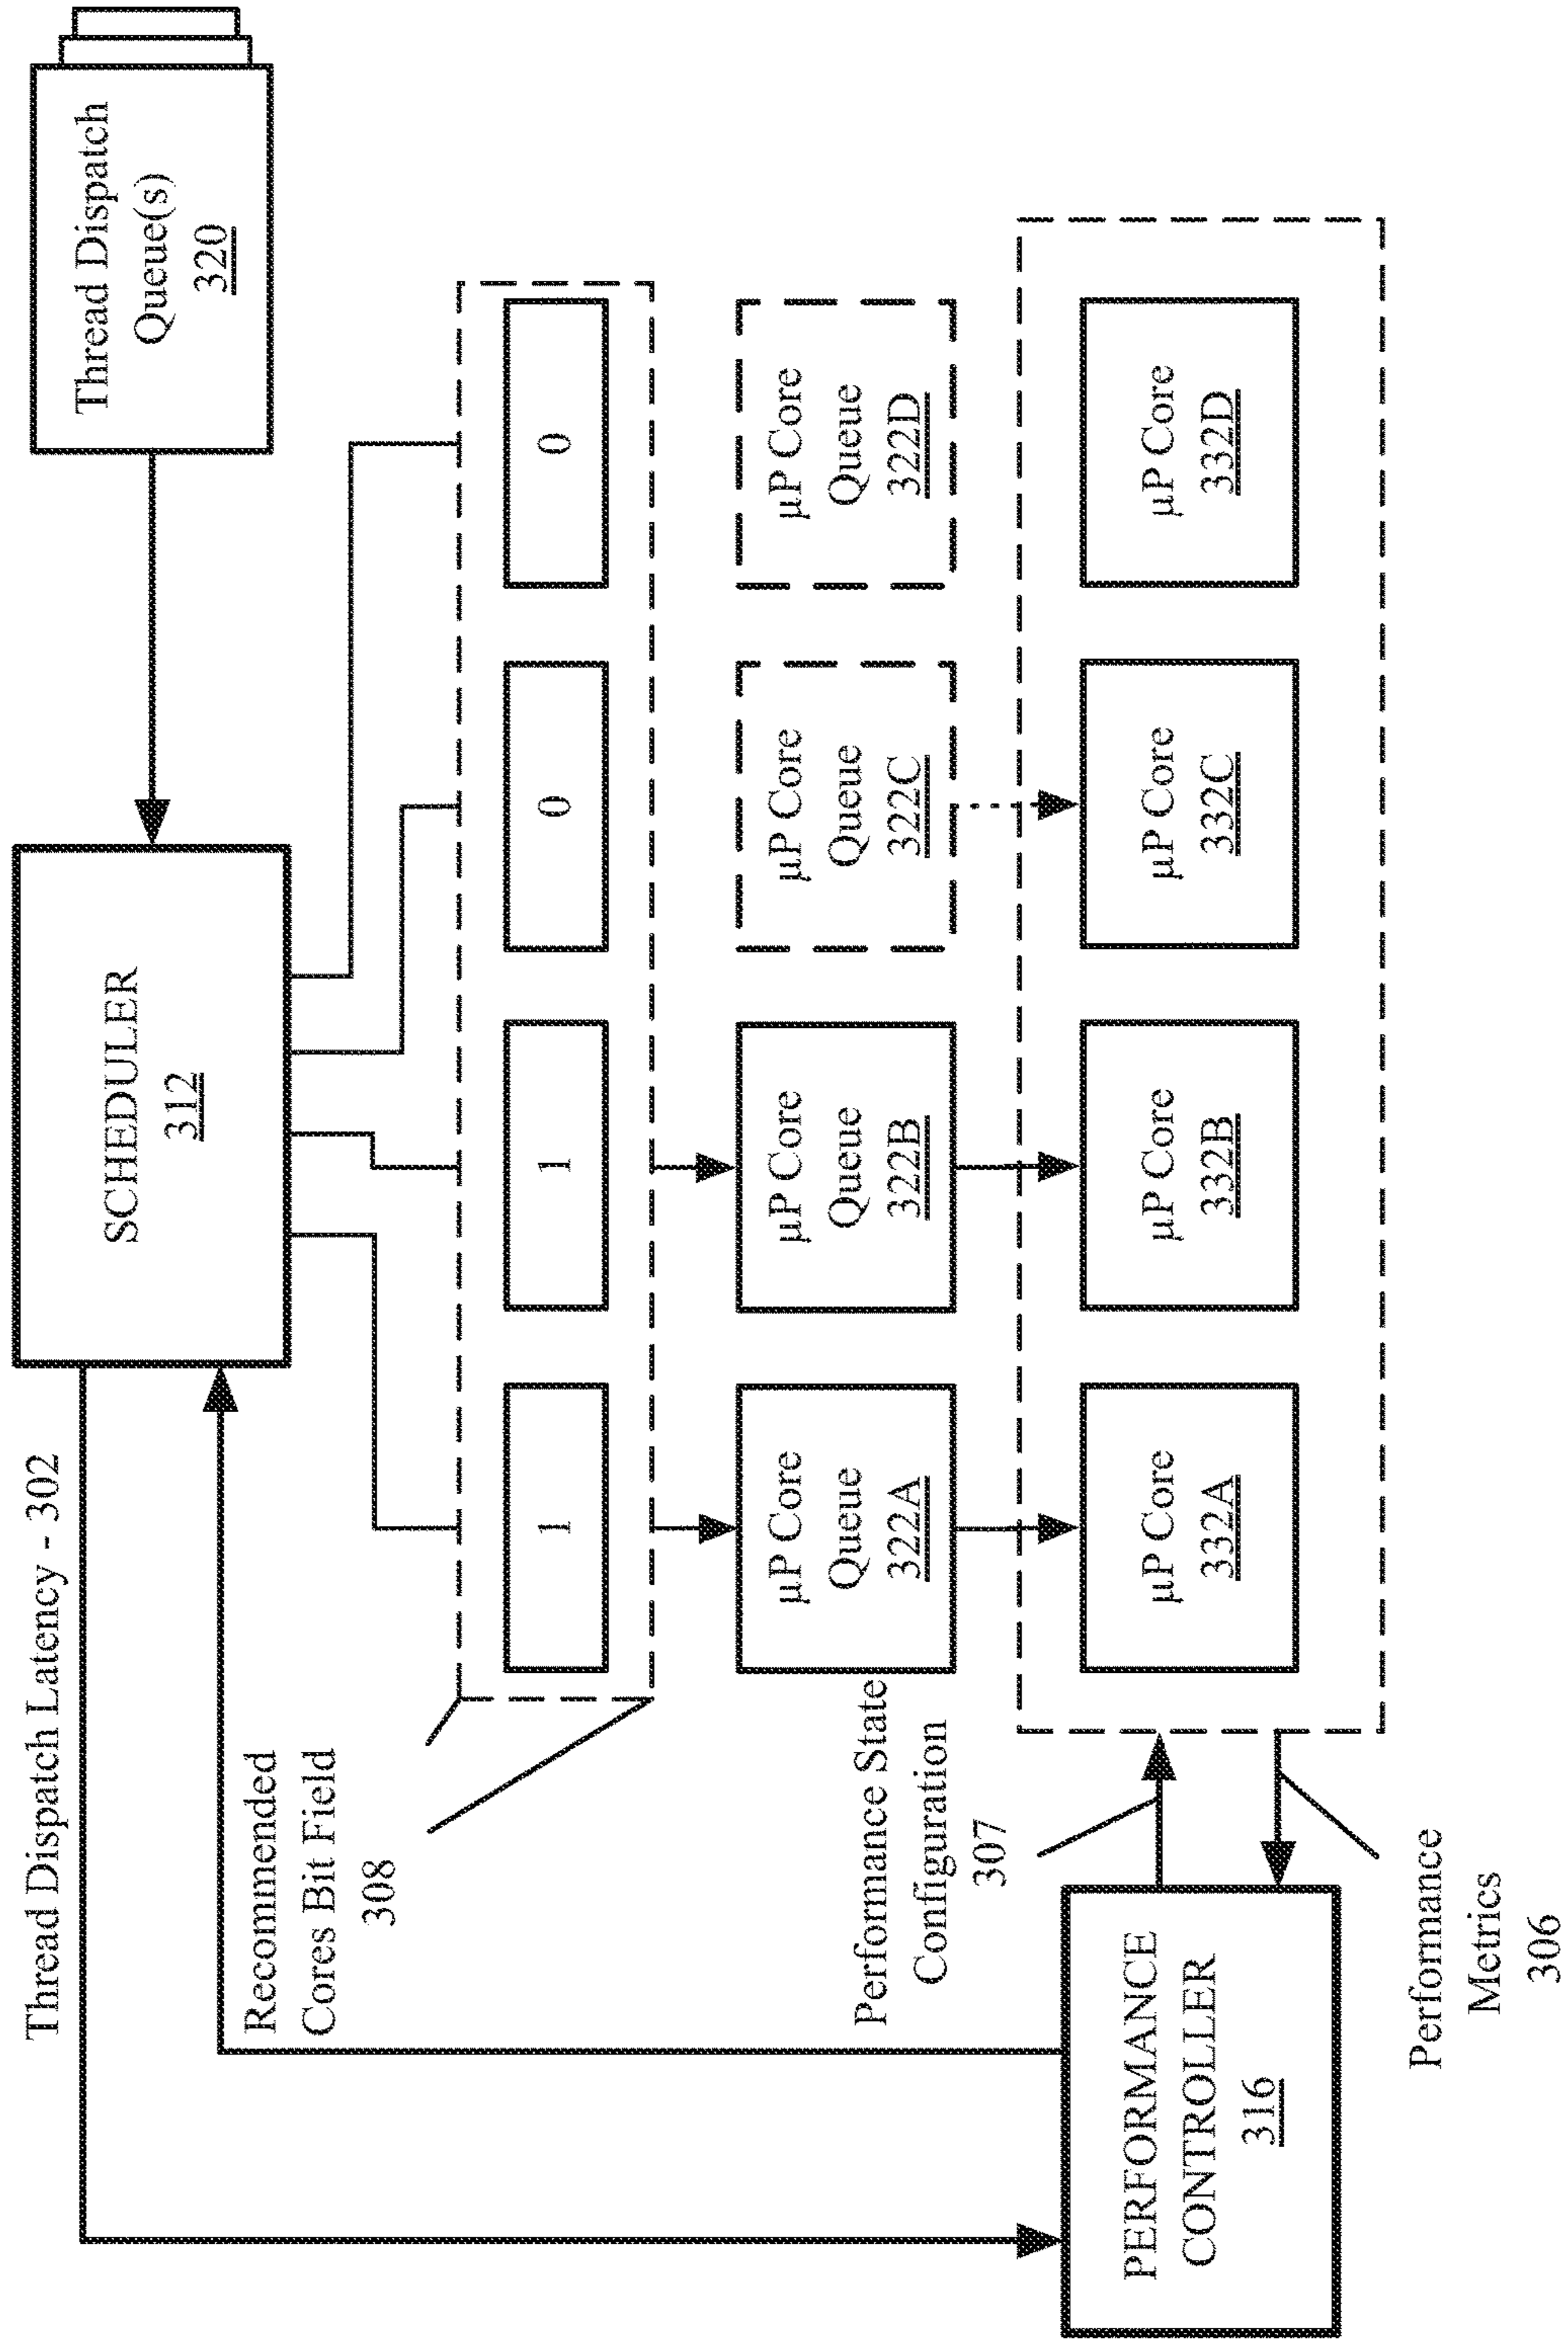 Thread Dispatch Latency - 302
SCHEDULER
312
Thread Dispatch
Queue(s)
320
Recommended
Cores Bit Field
308
1
1
0
0
µP Core
Queue
322A
µP Core
Queue
322B
µP Core
Queue
322C
µP Core
Queue
322D
Performance State
Configuration
307
PERFORMANCE
CONTROLLER
316
µP Core
332A
µP Core
332B
µP Core
332C
µP Core
332D
Performance
Metrics
306